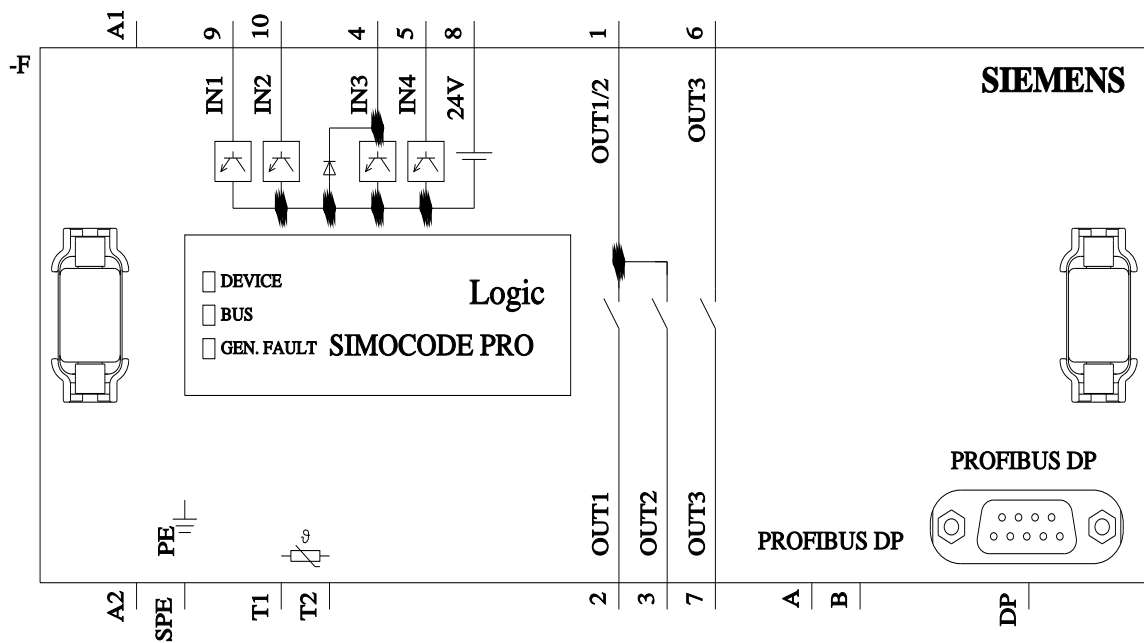 A1
9
10
4
5
8
1
6
-F
IN1
IN2
IN3
IN4
24V
OUT1/2
OUT3
SIEMENS
DEVICE
BUS
GEN. FAULT
Logic
SIMOCODE PRO
PROFIBUS DP
PE
ϑ
OUT1
OUT2
OUT3
PROFIBUS DP
A2
SPE
T1
T2
2
3
7
A
B
DP